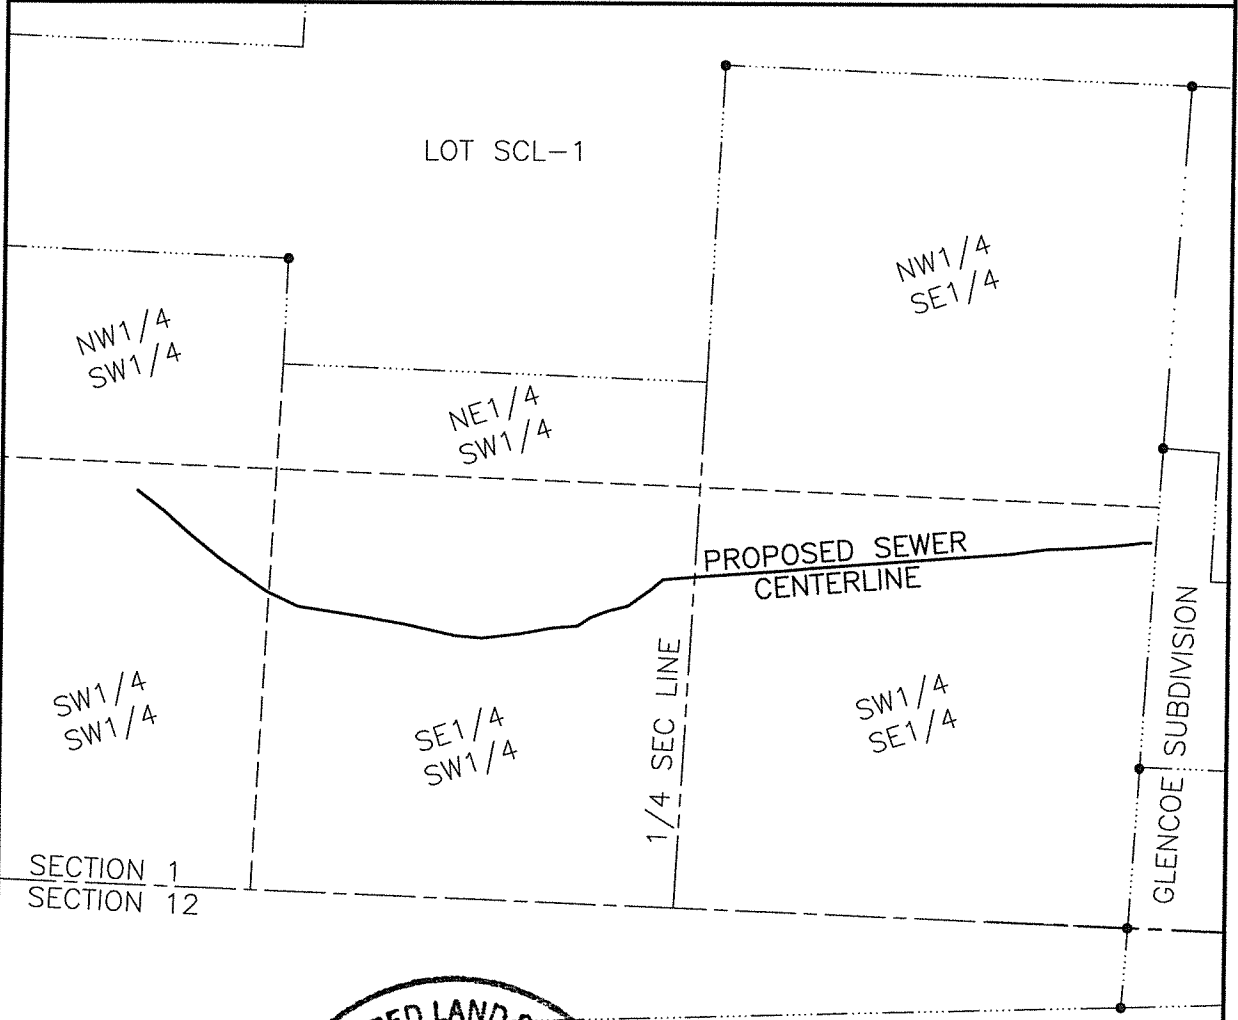 LOT SCL-1
NW1/4
SE1/4
NW1/4
SW1/4
NE1/4
SW1/4
PROPOSED SEWER
CENTERLINE
SW1/4
SW1/4
SE1/4
SW1/4
1/4 SEC LINE
SW1/4
SE1/4
GLENCOE SUBDIVISION
SECTION 1
SECTION 12
LAND